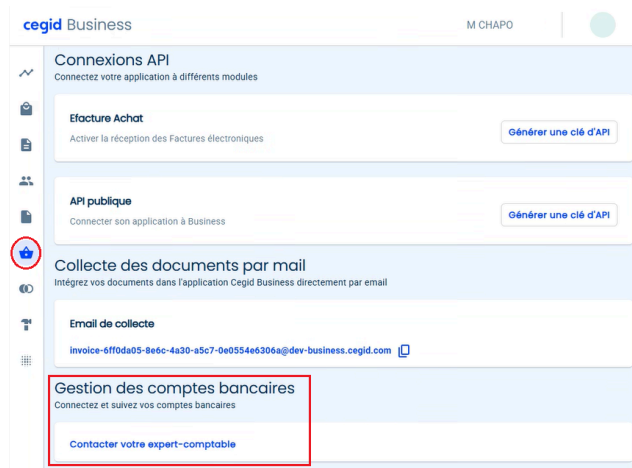 cegid Business
M CHAPO
Connexions API
Connectez votre application à différents modules
Efacture Achat
Activer la réception des Factures électroniques
Générer une clé d'API
API publique
Connecter son application à Business
Générer une clé d'API
Collecte des documents par mail
Intégrez vos documents dans l'application Cegid Business directement par email
Email de collecte
invoice-6ff0da05-8e6c-4a30-a5c7-0e0554e6306a@dev-business.cegid.com
Gestion des comptes bancaires
Connectez et suivez vos comptes bancaires
Contacter votre expert-comptable